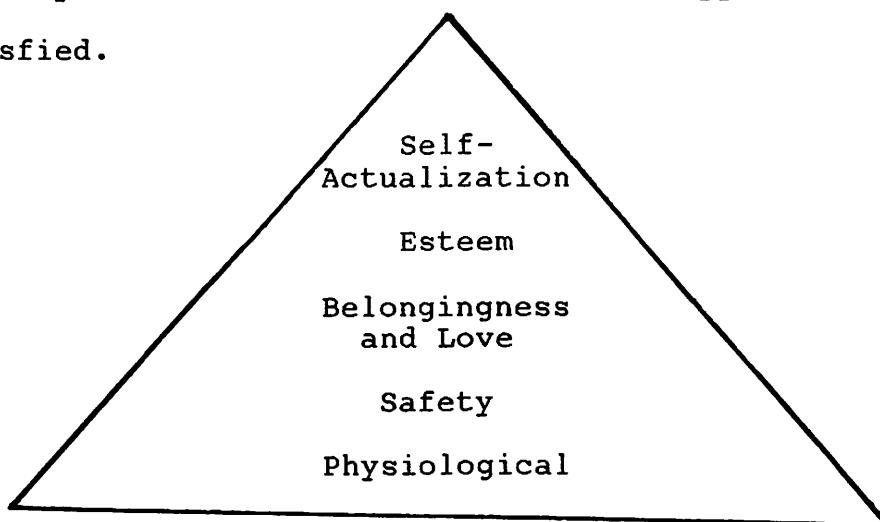 sfied.
Self-
Actualization
Esteem
Belongingness
and Love
Safety
Physiological